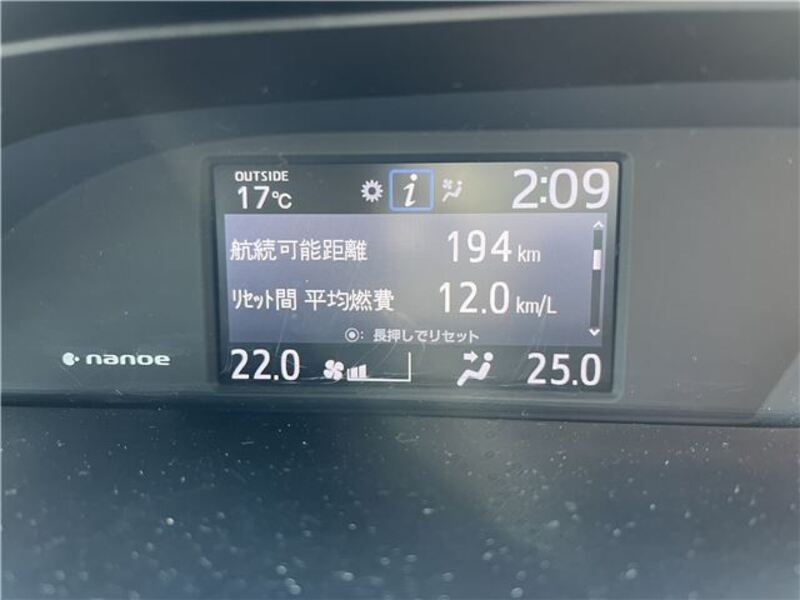 OUTSIDE
17℃
i
2:09
航続可能距離 194 km
ﾘｾｯﾄ間 平均燃費 12.0 km/L
◉: 長押しでリセット
nanoe
22.0
25.0